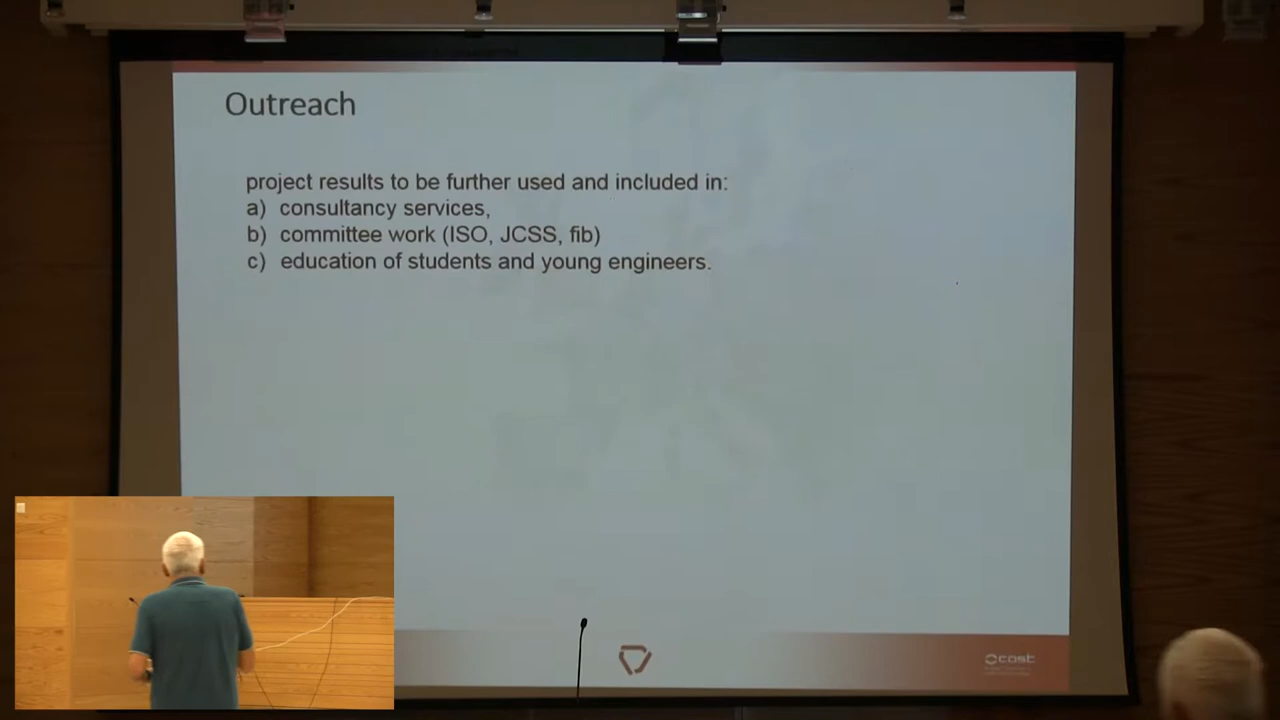 Outreach
project results to be further used and included in:
a) consultancy services,
b) committee work (ISO, JCSS, fib)
c) education of students and young engineers.
cost